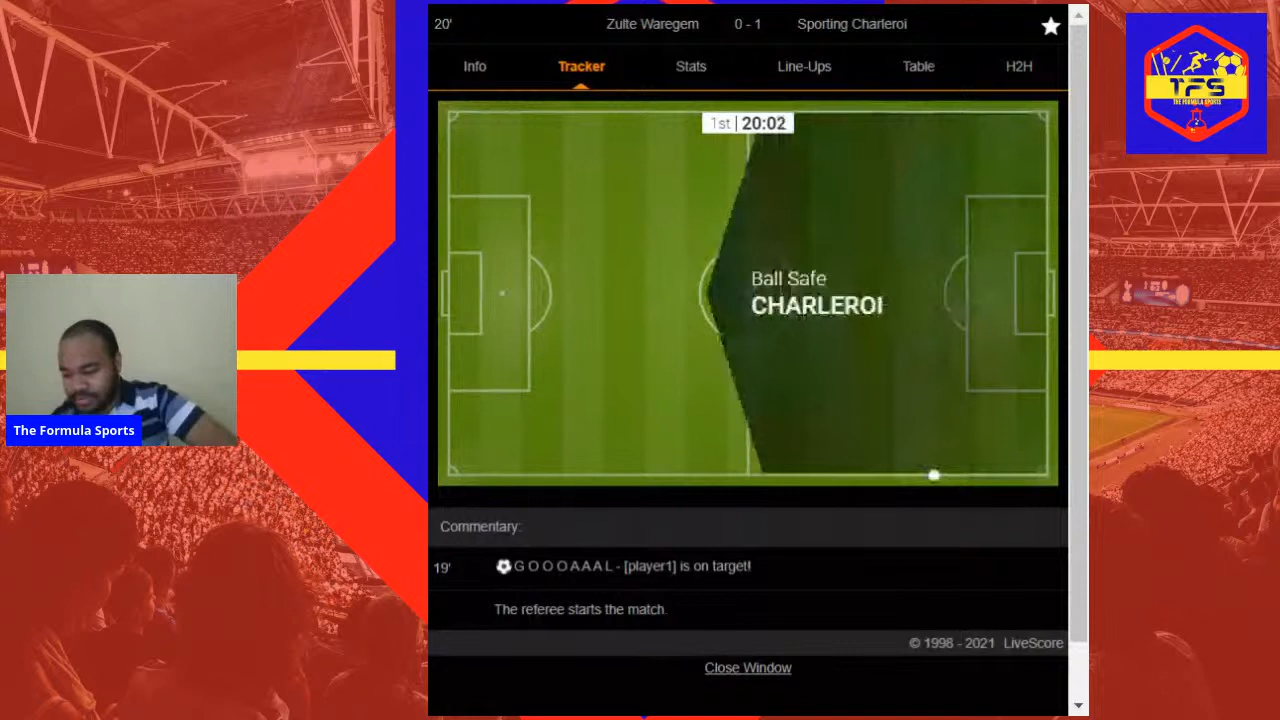 20' Zulte Waregem 0 - 1 Sporting Charleroi
Info Tracker Stats Line-Ups Table H2H
1st | 20:02
Ball Safe
CHARLEROI
Commentary:
19' G O O O A A A L - [player1] is on target!
The referee starts the match.
© 1998 - 2021 LiveScore
Close Window
The Formula Sports
TFS
THE FORMULA SPORTS